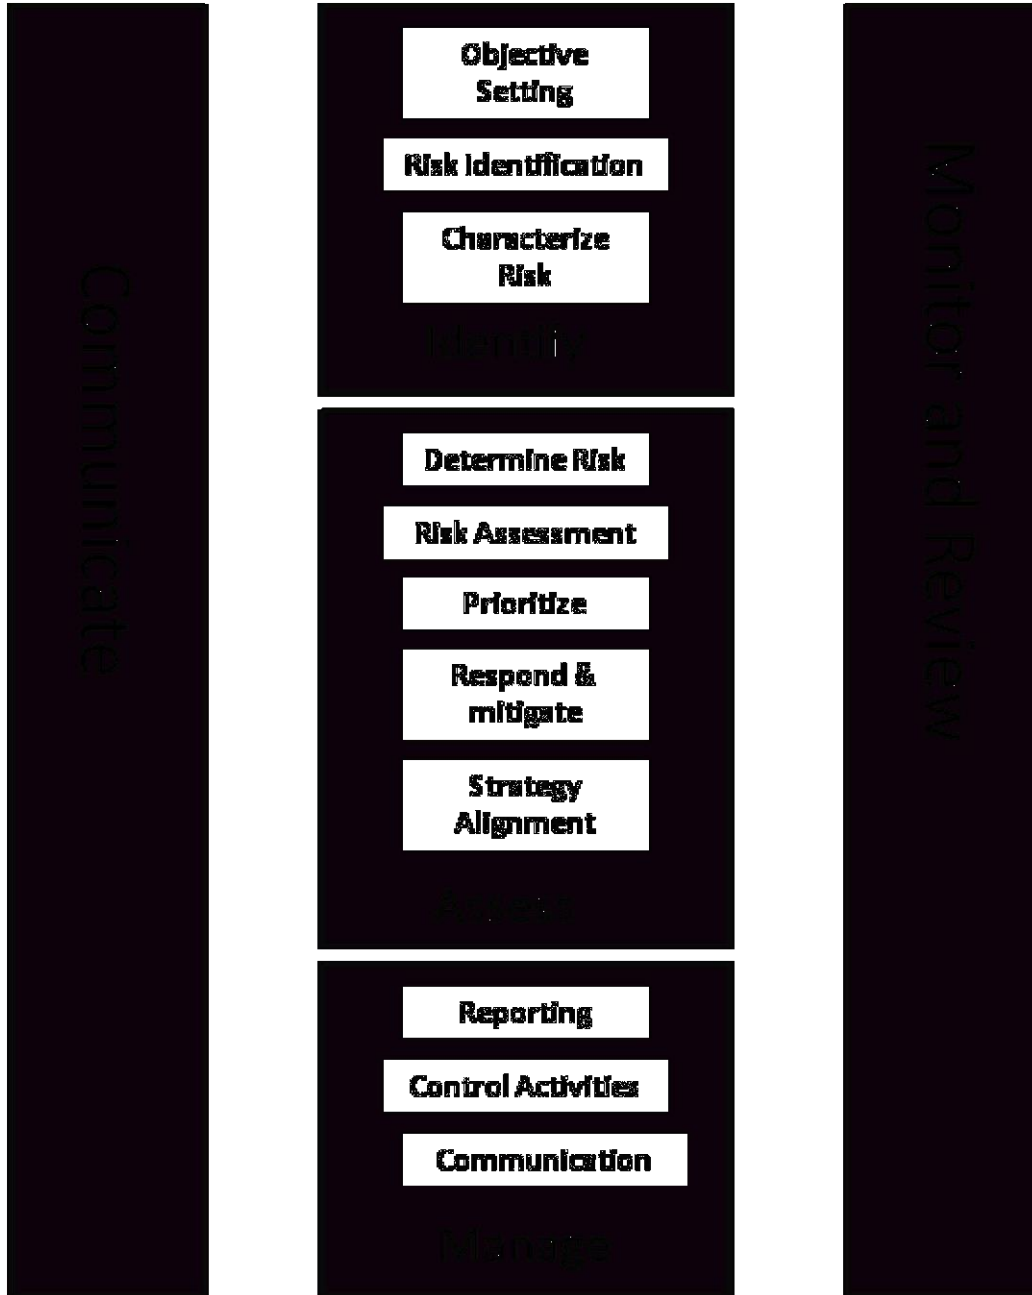 Communicate
Objective
Setting
Risk Identification
Characterize
Risk
Identify
Determine Risk
Risk Assessment
Prioritize
Respond &
mitigate
Strategy
Alignment
Reporting
Control Activities
Communication
Manage
Monitor and Review